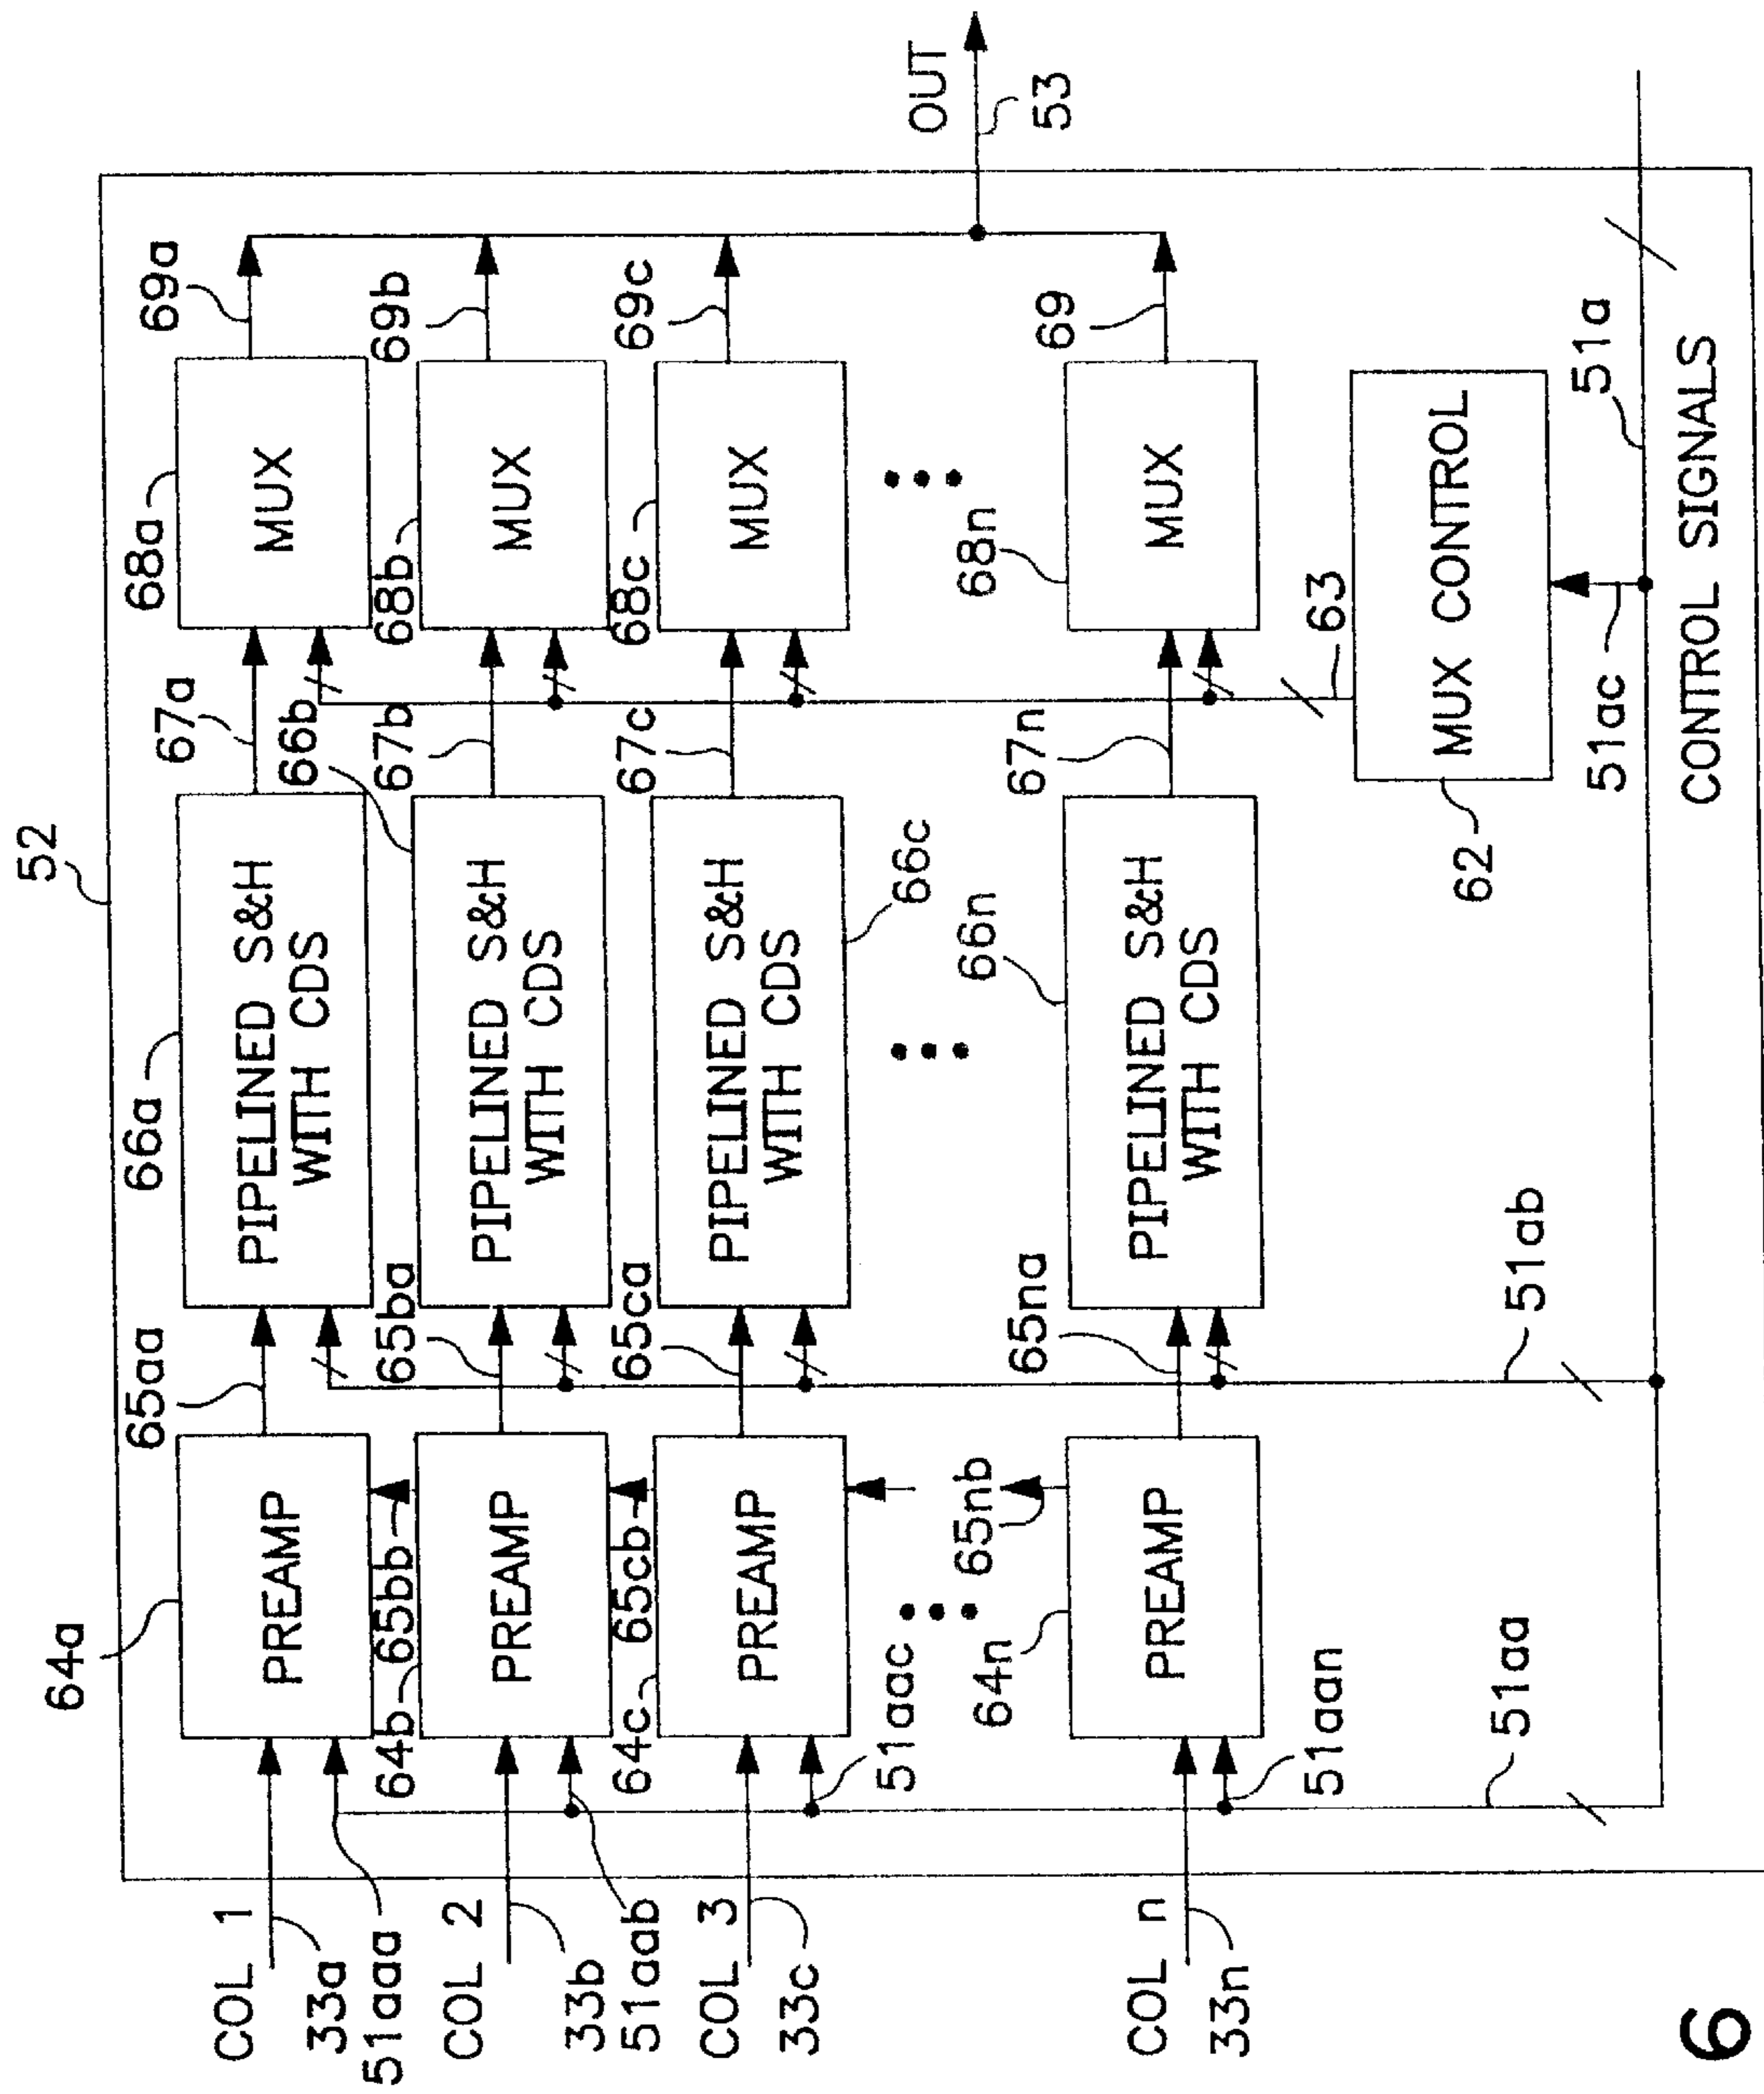 52
COL 1
33a
51aaa
64a
PREAMP
65aa
66a
PIPELINED S&H
WITH CDS
67a
66b
68a
MUX
69a
COL 2
33b
51aab
64b
65bb
PREAMP
65ba
PIPELINED S&H
WITH CDS
67b
68b
MUX
69b
COL 3
33c
51aac
64c
65cb
PREAMP
65ca
PIPELINED S&H
WITH CDS
66c
67c
68c
MUX
69c
OUT
53
COL n
33n
51aan
64n
65nb
PREAMP
65na
66n
PIPELINED S&H
WITH CDS
67n
68n
MUX
69
63
MUX CONTROL
62
51aa
51ab
51ac
51a
CONTROL SIGNALS
6